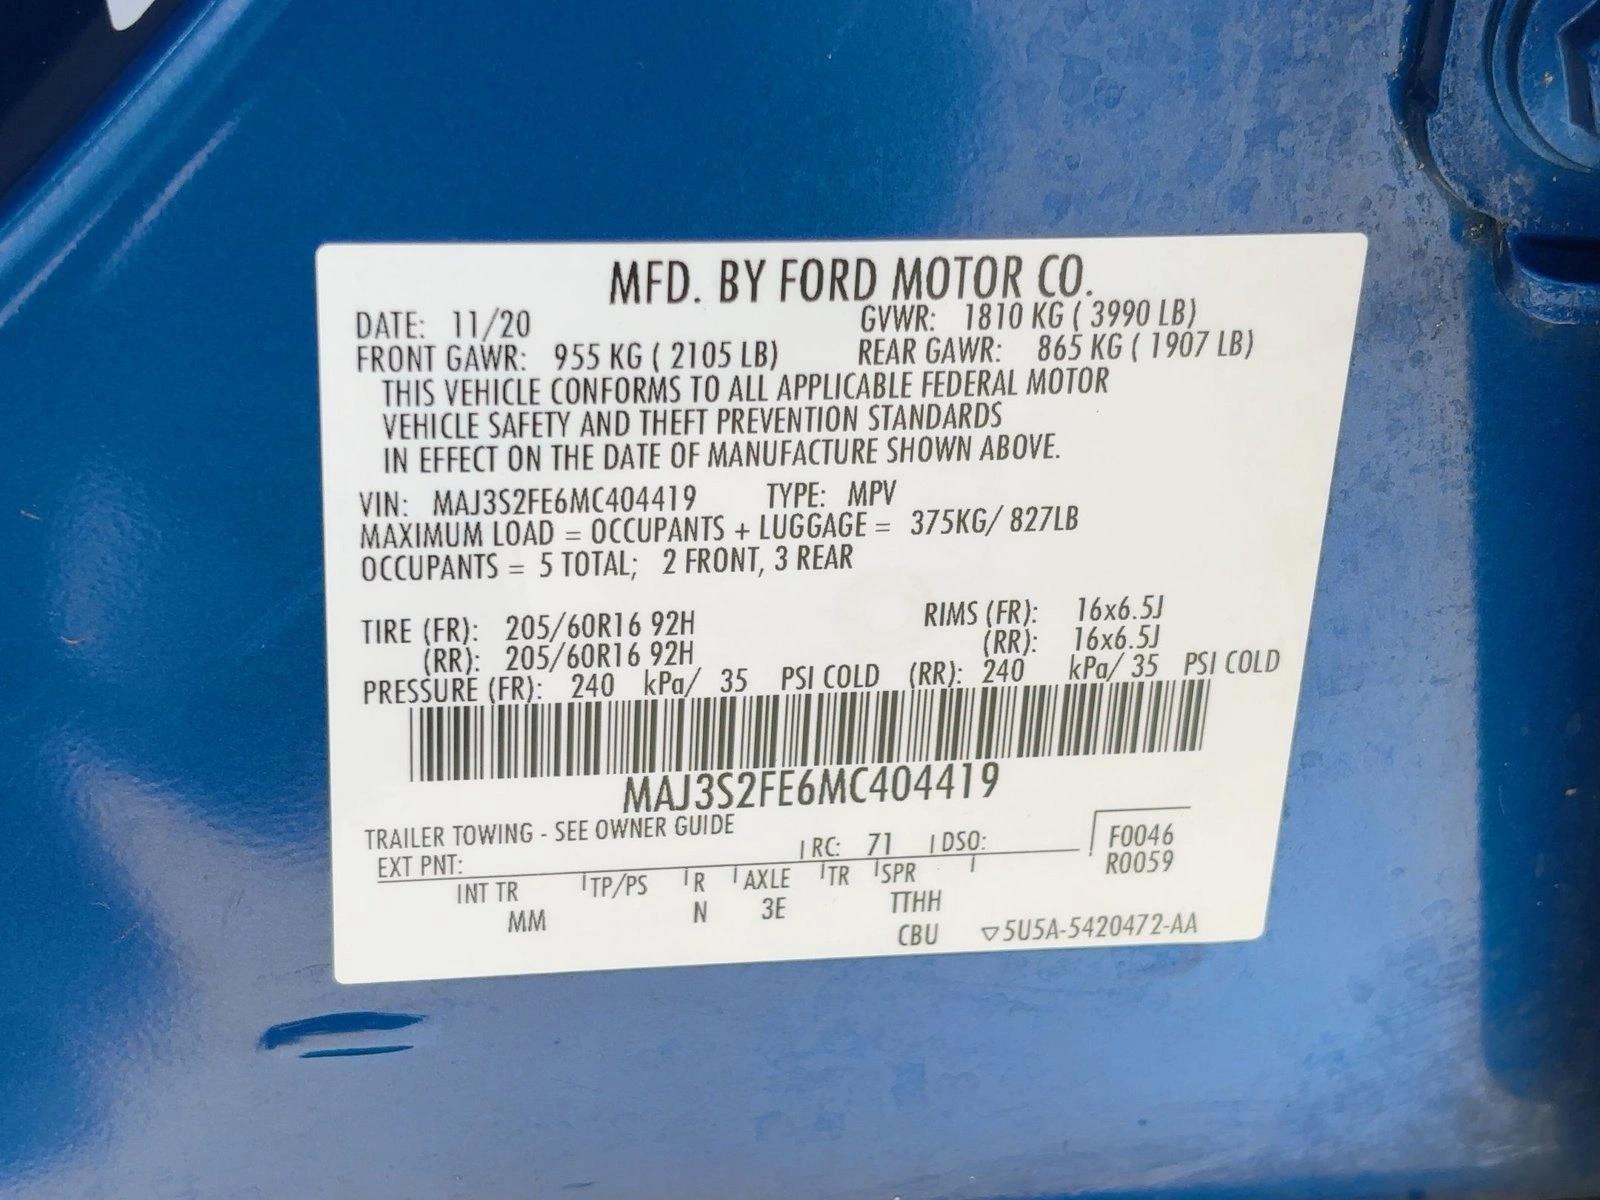 MFD. BY FORD MOTOR CO.
DATE: 11/20 GVWR: 1810 KG ( 3990 LB)
FRONT GAWR: 955 KG ( 2105 LB) REAR GAWR: 865 KG ( 1907 LB)
THIS VEHICLE CONFORMS TO ALL APPLICABLE FEDERAL MOTOR
VEHICLE SAFETY AND THEFT PREVENTION STANDARDS
IN EFFECT ON THE DATE OF MANUFACTURE SHOWN ABOVE.
VIN: MAJ3S2FE6MC404419 TYPE: MPV
MAXIMUM LOAD = OCCUPANTS + LUGGAGE = 375KG/ 827LB
OCCUPANTS = 5 TOTAL; 2 FRONT, 3 REAR
TIRE (FR): 205/60R16 92H RIMS (FR): 16x6.5J
(RR): 205/60R16 92H (RR): 16x6.5J
PRESSURE (FR): 240 kPa/ 35 PSI COLD (RR): 240 kPa/ 35 PSI COLD
MAJ3S2FE6MC404419
TRAILER TOWING - SEE OWNER GUIDE
EXT PNT: RC: 71 DSO: F0046
R0059
INT TR TP/PS R AXLE TR SPR
MM N 3E TTHH
CBU ▽5U5A-5420472-AA